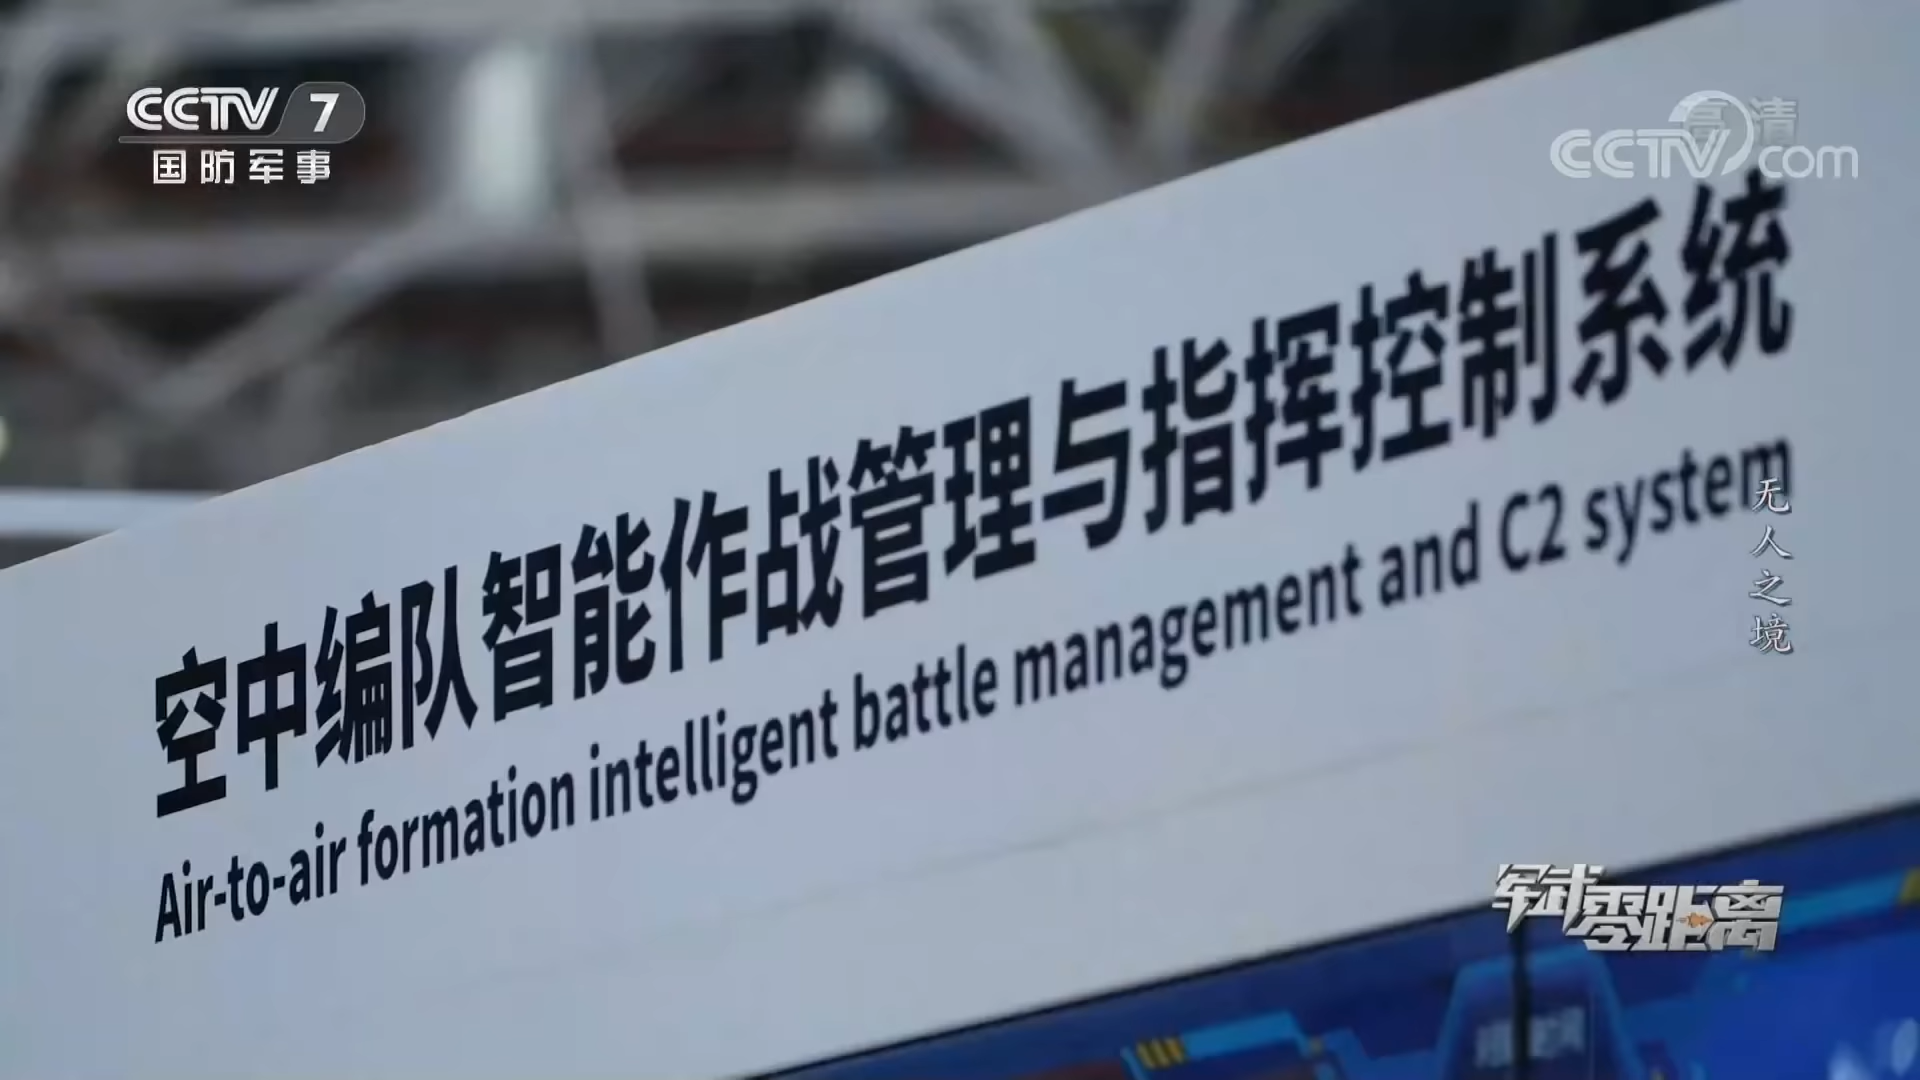 CCTV 7
国防军事
高清
CCTV.com
空中编队智能作战管理与指挥控制系统
Air-to-air formation intelligent battle management and C2 system
无人之境
军武零距离